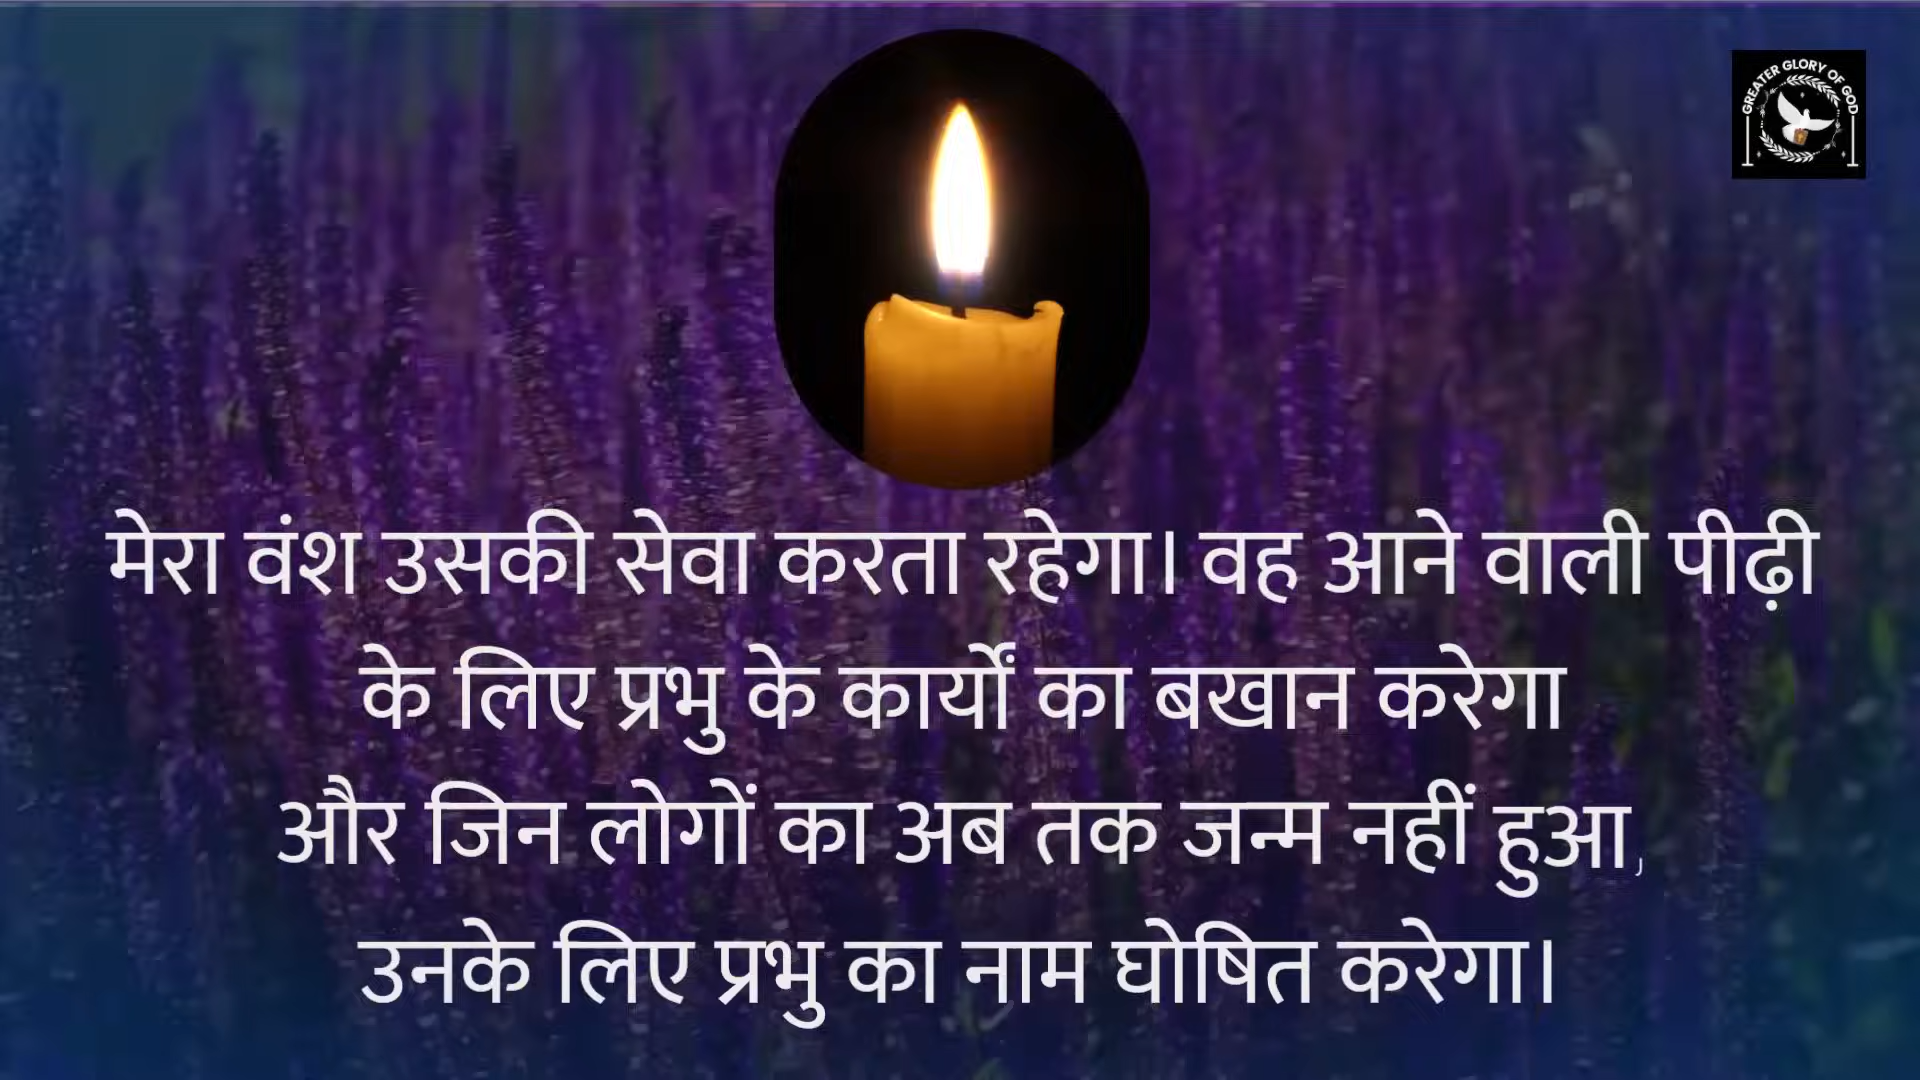 GREATER GLORY OF GOD
मेरा वंश उसकी सेवा करता रहेगा। वह आने वाली पीढ़ी
के लिए प्रभु के कार्यों का बखान करेगा
और जिन लोगों का अब तक जन्म नहीं हुआ,
उनके लिए प्रभु का नाम घोषित करेगा।